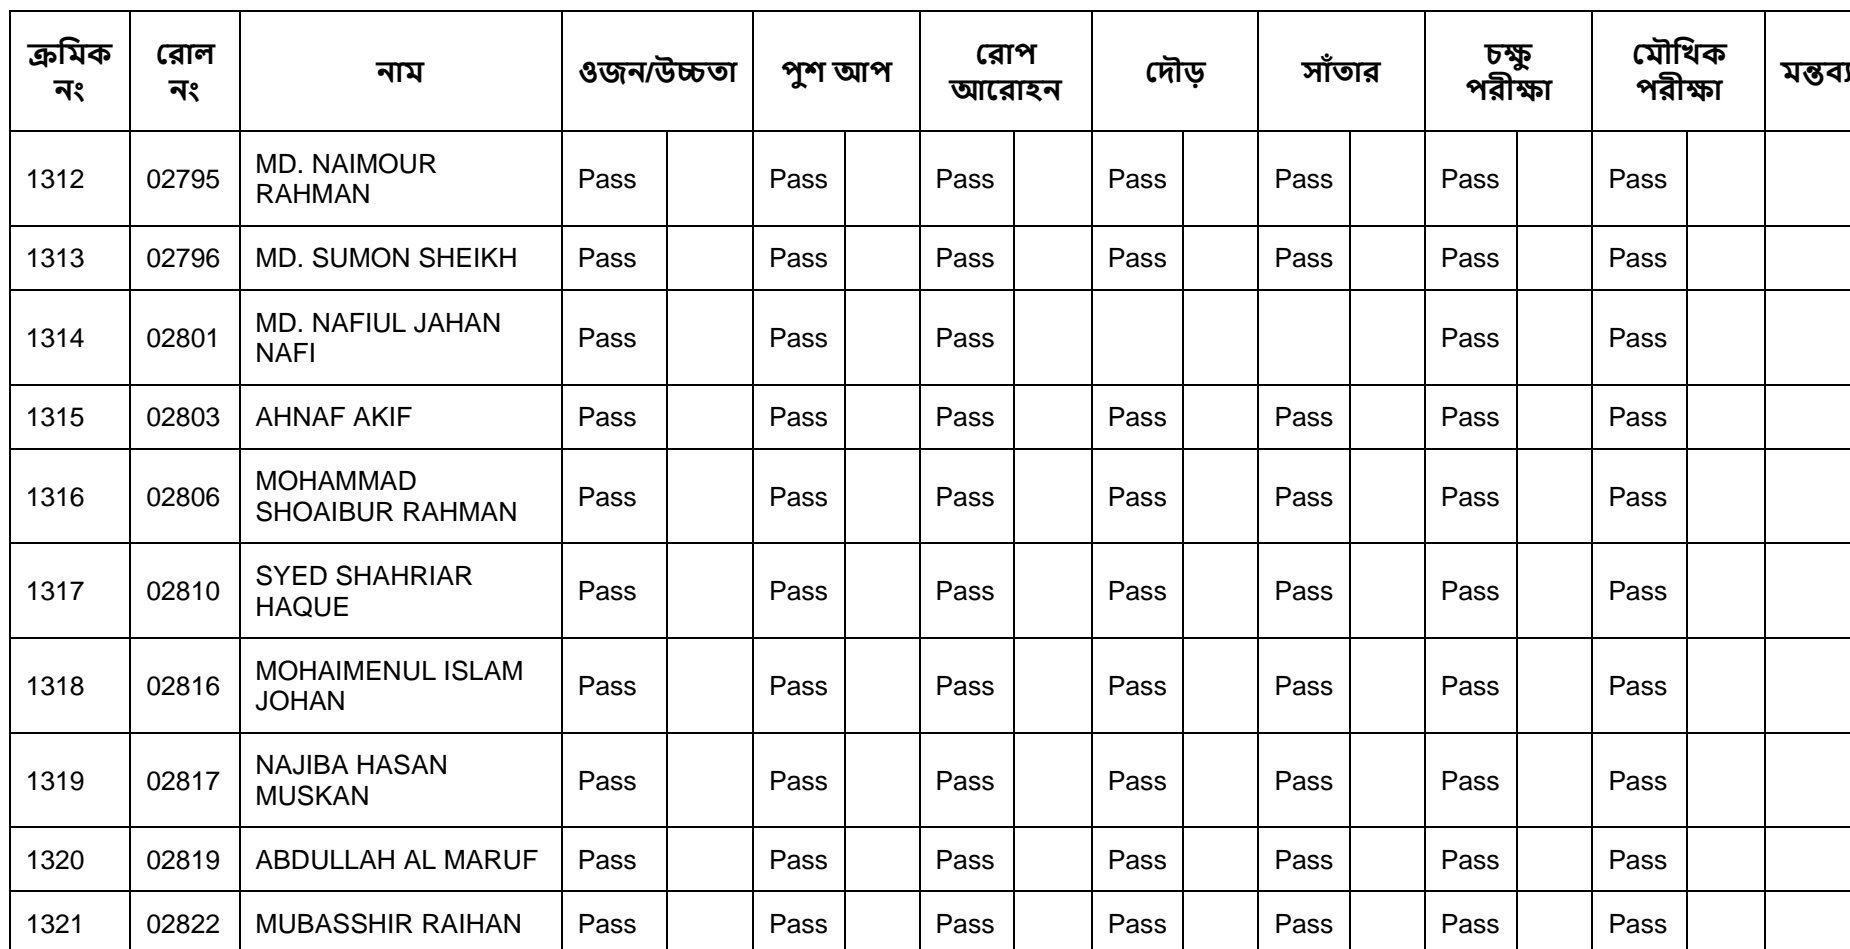 ক্রমিক নং রোল নং নাম ওজন/উচ্চতা পুশ আপ রোপ আরোহন দৌড় সাঁতার চক্ষু পরীক্ষা মৌখিক পরীক্ষা মন্তব্য
1312 02795 MD. NAIMOUR RAHMAN Pass Pass Pass Pass Pass Pass Pass
1313 02796 MD. SUMON SHEIKH Pass Pass Pass Pass Pass Pass Pass
1314 02801 MD. NAFIUL JAHAN NAFI Pass Pass Pass Pass Pass
1315 02803 AHNAF AKIF Pass Pass Pass Pass Pass Pass Pass
1316 02806 MOHAMMAD SHOAIBUR RAHMAN Pass Pass Pass Pass Pass Pass Pass
1317 02810 SYED SHAHRIAR HAQUE Pass Pass Pass Pass Pass Pass Pass
1318 02816 MOHAIMENUL ISLAM JOHAN Pass Pass Pass Pass Pass Pass Pass
1319 02817 NAJIBA HASAN MUSKAN Pass Pass Pass Pass Pass Pass Pass
1320 02819 ABDULLAH AL MARUF Pass Pass Pass Pass Pass Pass Pass
1321 02822 MUBASSHIR RAIHAN Pass Pass Pass Pass Pass Pass Pass